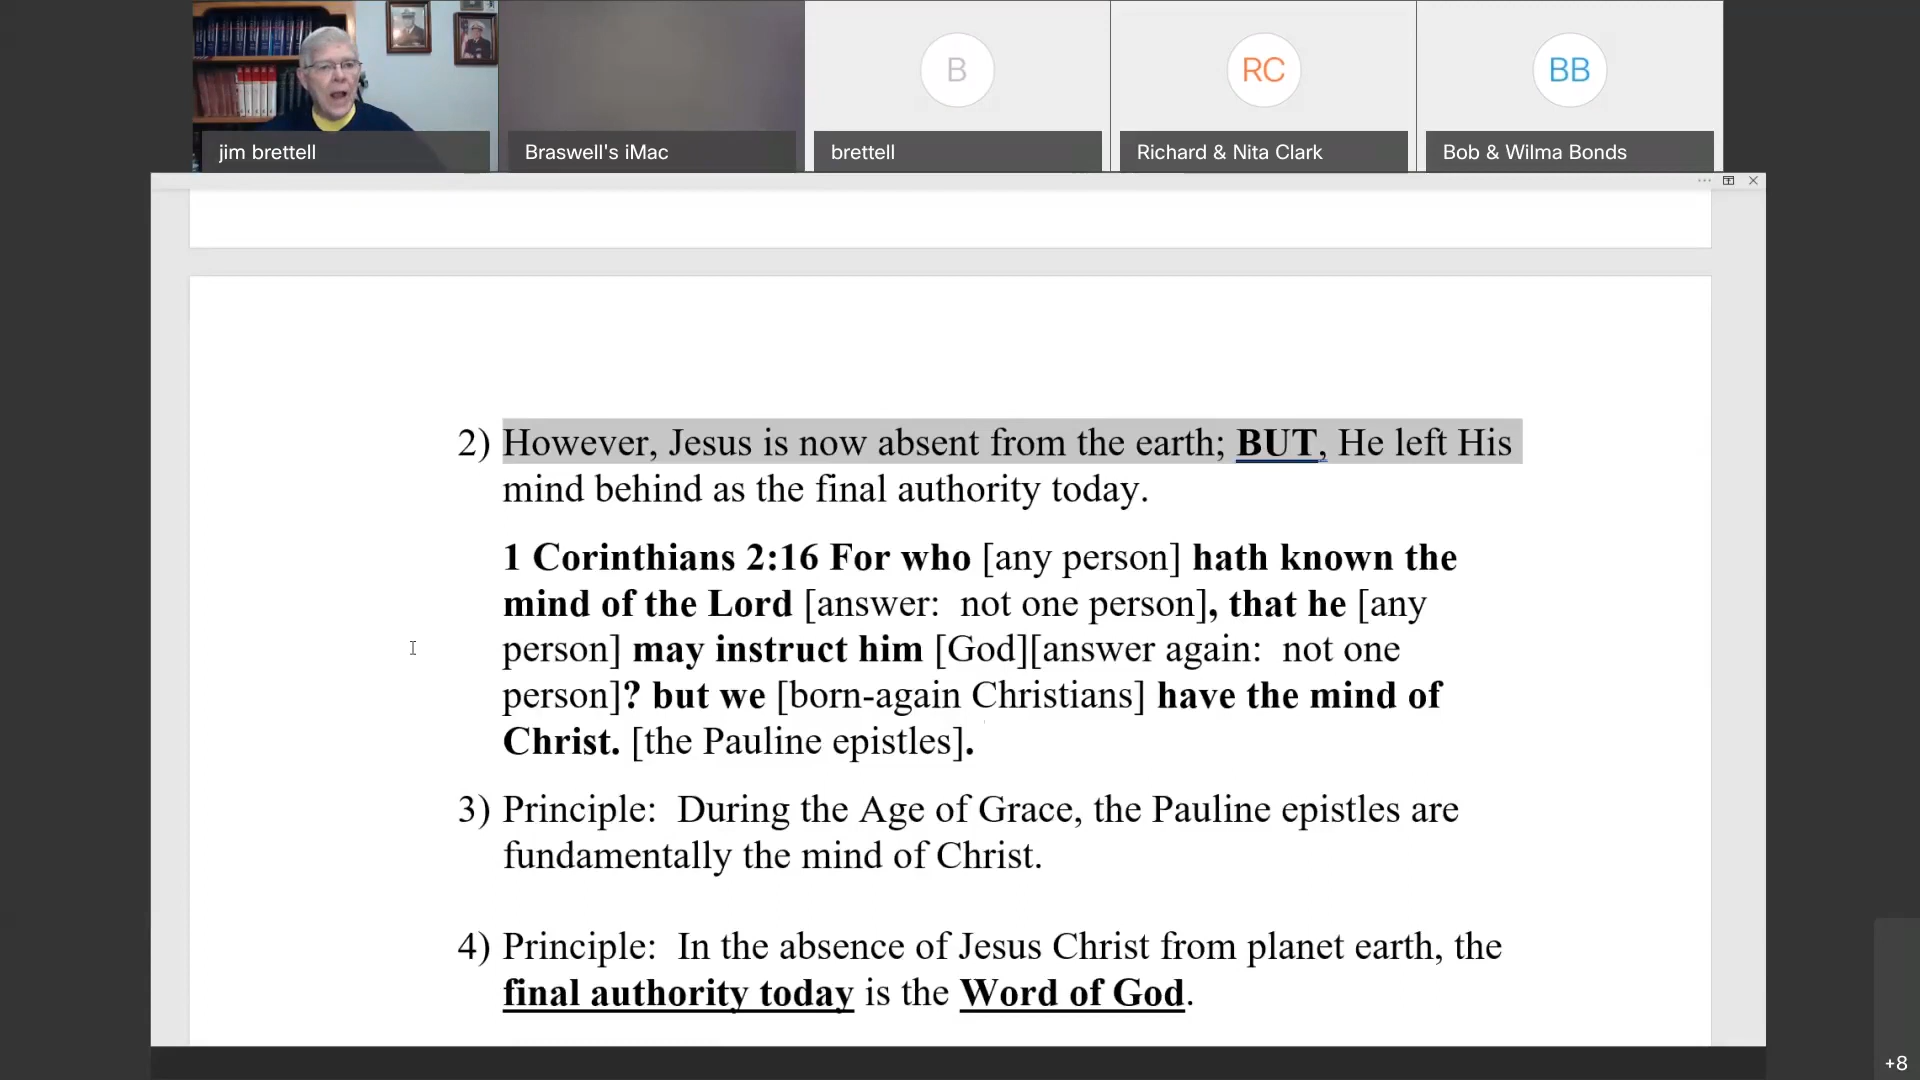 B
RC
BB
jim brettell
Braswell's iMac
brettell
Richard & Nita Clark
Bob & Wilma Bonds
2) However, Jesus is now absent from the earth; BUT, He left His
mind behind as the final authority today.
1 Corinthians 2:16 For who [any person] hath known the
mind of the Lord [answer:  not one person], that he [any
person] may instruct him [God][answer again:  not one
person]? but we [born-again Christians] have the mind of
Christ. [the Pauline epistles].
3) Principle:  During the Age of Grace, the Pauline epistles are
fundamentally the mind of Christ.
4) Principle:  In the absence of Jesus Christ from planet earth, the
final authority today is the Word of God.
+8